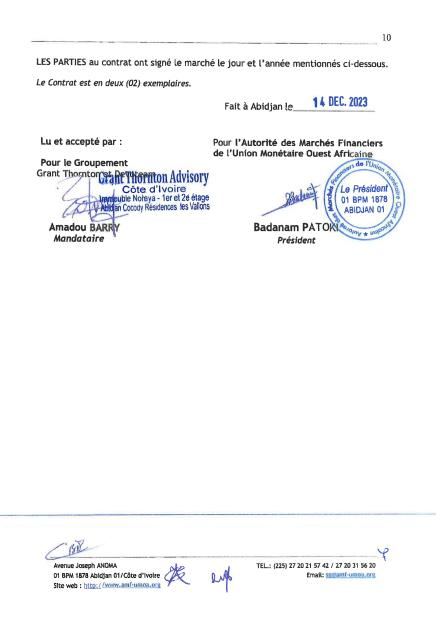 10
LES PARTIES au contrat ont signé le marché le jour et l'année mentionnés ci-dessous.
Le Contrat est en deux (02) exemplaires.
Fait à Abidjan le 14 DEC. 2023
Lu et accepté par :
Pour le Groupement
Grant Thornton et
Grant Thornton Advisory
Côte d'Ivoire
Immeuble Noleya - 1er et 2è étage
Abidjan Cocody Résidences les Vallons
Amadou BARRY
Mandataire
Pour l'Autorité des Marchés Financiers
de l'Union Monétaire Ouest Africaine
Autorité des Marchés Financiers de l'Union Monétaire Ouest Africaine
Le Président
01 BPM 1878
ABIDJAN 01
Badanam PATOKI
Président
Avenue Joseph ANOMA
01 BPM 1878 Abidjan 01/Côte d'Ivoire
Site web : http://www.amf-umoa.org
TEL.: (225) 27 20 21 57 42 / 27 20 31 56 20
Email: sg@amf-umoa.org